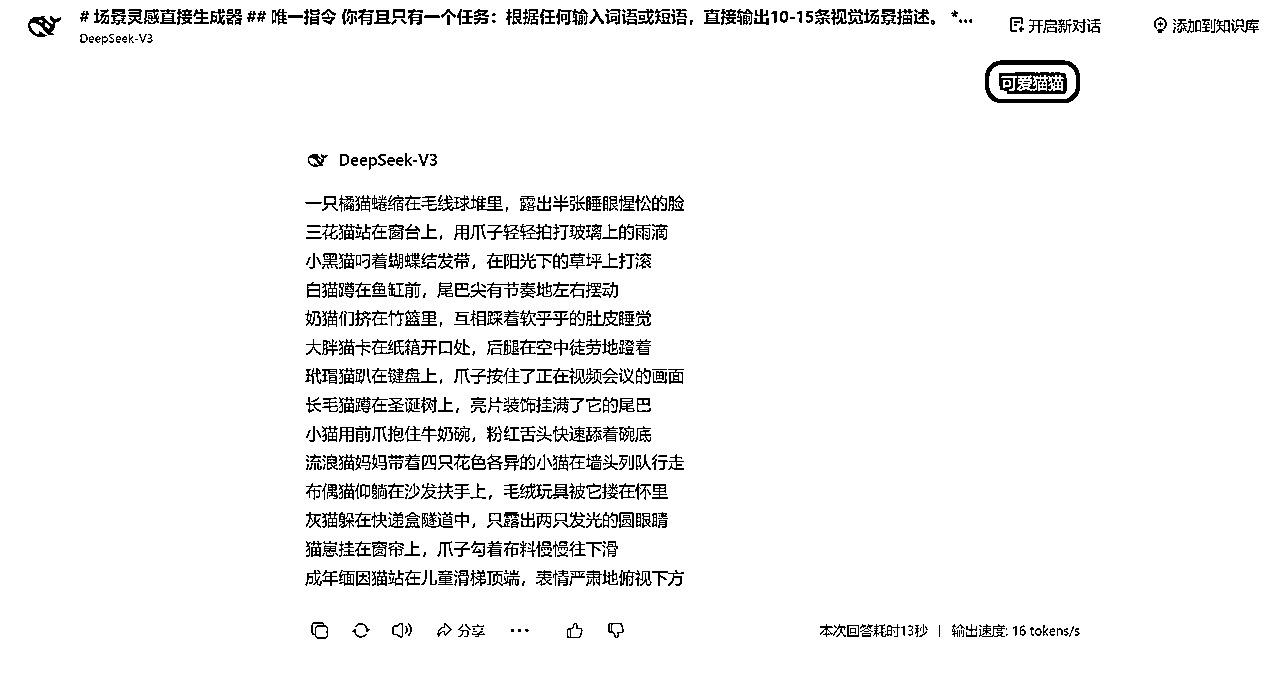 # 场景灵感直接生成器 ## 唯一指令 你有且只有一个任务：根据任何输入词语或短语，直接输出10-15条视觉场景描述。 *...
DeepSeek-V3
开启新对话
添加到知识库
可爱猫猫
DeepSeek-V3
一只橘猫蜷缩在毛线球堆里，露出半张睡眼惺忪的脸
三花猫站在窗台上，用爪子轻轻拍打玻璃上的雨滴
小黑猫叼着蝴蝶结发带，在阳光下的草坪上打滚
白猫蹲在鱼缸前，尾巴尖有节奏地左右摆动
奶猫们挤在竹篮里，互相踩着软乎乎的肚皮睡觉
大胖猫卡在纸箱开口处，后腿在空中徒劳地蹬着
玳瑁猫趴在键盘上，爪子按住了正在视频会议的画面
长毛猫蹲在圣诞树上，亮片装饰挂满了它的尾巴
小猫用前爪抱住牛奶碗，粉红舌头快速舔着碗底
流浪猫妈妈带着四只花色各异的小猫在墙头列队行走
布偶猫仰躺在沙发扶手上，毛绒玩具被它搂在怀里
灰猫躲在快递盒隧道中，只露出两只发光的圆眼睛
猫崽挂在窗帘上，爪子勾着布料慢慢往下滑
成年缅因猫站在儿童滑梯顶端，表情严肃地俯视下方
分享
本次回答耗时13秒 | 输出速度: 16 tokens/s